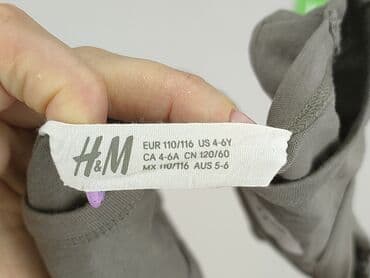 H&M
EUR 110/116 US 4-6Y
CA 4-6A CN 120/60
MX 110/116 AUS 5-6